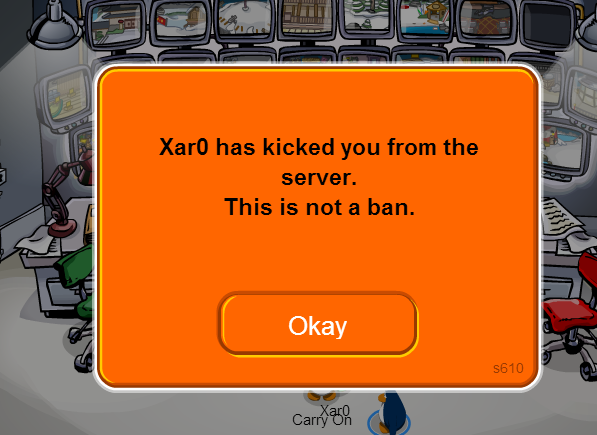 Xar0 has kicked you from the
server.
This is not a ban.
Okay
s610
Xar0
Carry On